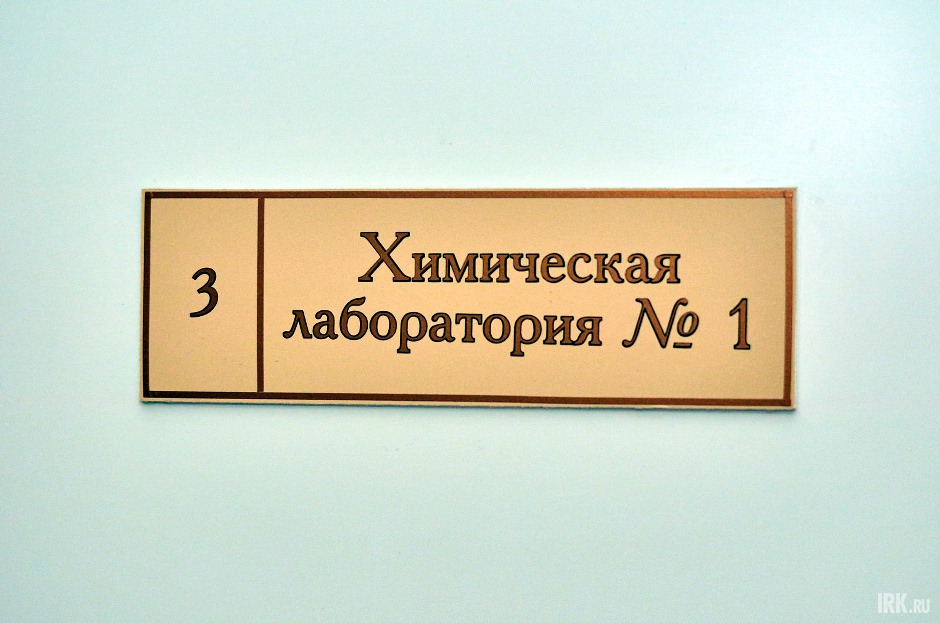 3
Химическая
лаборатория № 1
IRK.RU